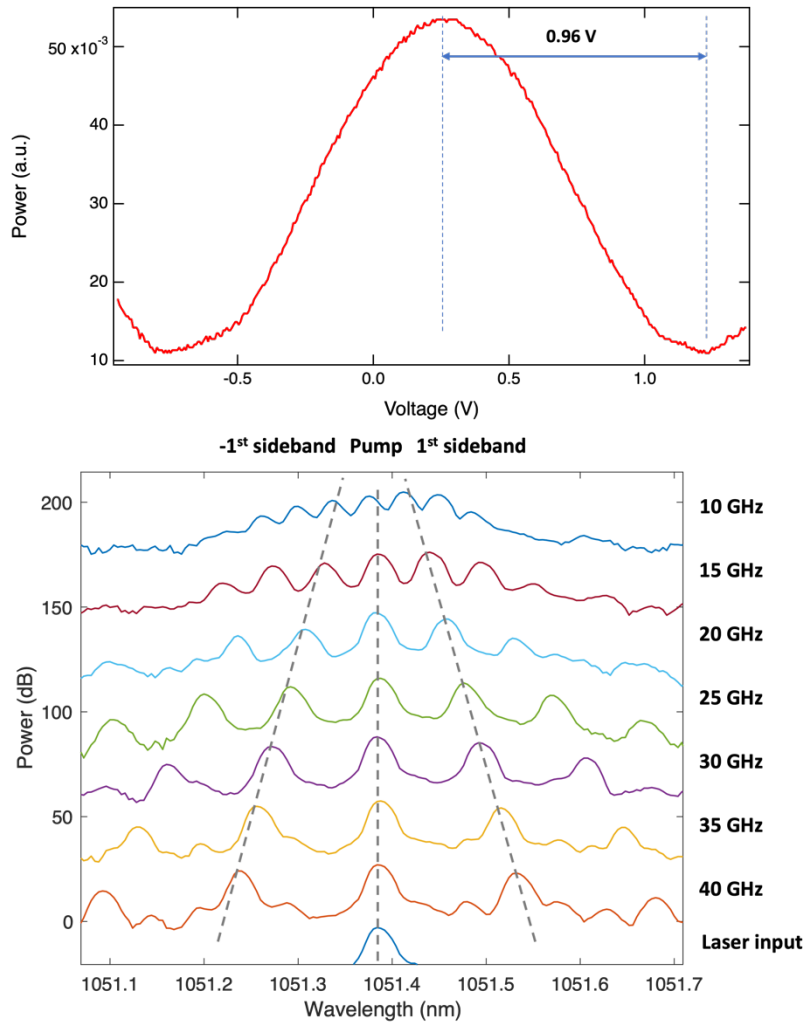 50 x10⁻³
0.96 V
40
30
20
10
Power (a.u.)
-0.5
0.0
0.5
1.0
Voltage (V)
-1ˢᵗ sideband Pump 1ˢᵗ sideband
200
10 GHz
15 GHz
150
20 GHz
25 GHz
100
30 GHz
Power (dB)
50
35 GHz
40 GHz
0
Laser input
1051.1 1051.2 1051.3 1051.4 1051.5 1051.6 1051.7
Wavelength (nm)